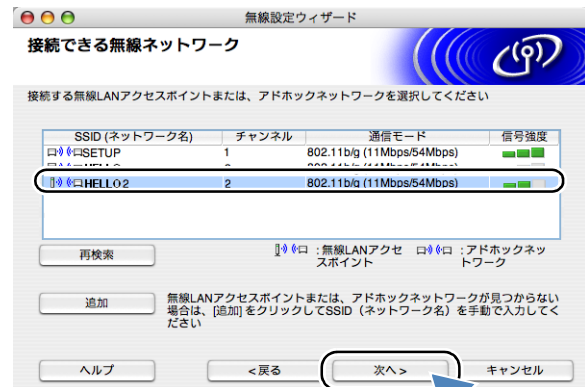 無線設定ウィザード
接続できる無線ネットワーク
接続する無線LANアクセスポイントまたは、アドホックネットワークを選択してください
SSID (ネットワーク名) チャンネル 通信モード 信号強度
SETUP 1 802.11b/g (11Mbps/54Mbps)
802.11b/g (11Mbps/54Mbps)
HELLO2 2 802.11b/g (11Mbps/54Mbps)
再検索
:無線LANアクセ :アドホックネッ
スポイント トワーク
追加
無線LANアクセスポイントまたは、アドホックネットワークが見つからない
場合は、[追加] をクリックしてSSID（ネットワーク名）を手動で入力してく
ださい
ヘルプ <戻る 次へ> キャンセル